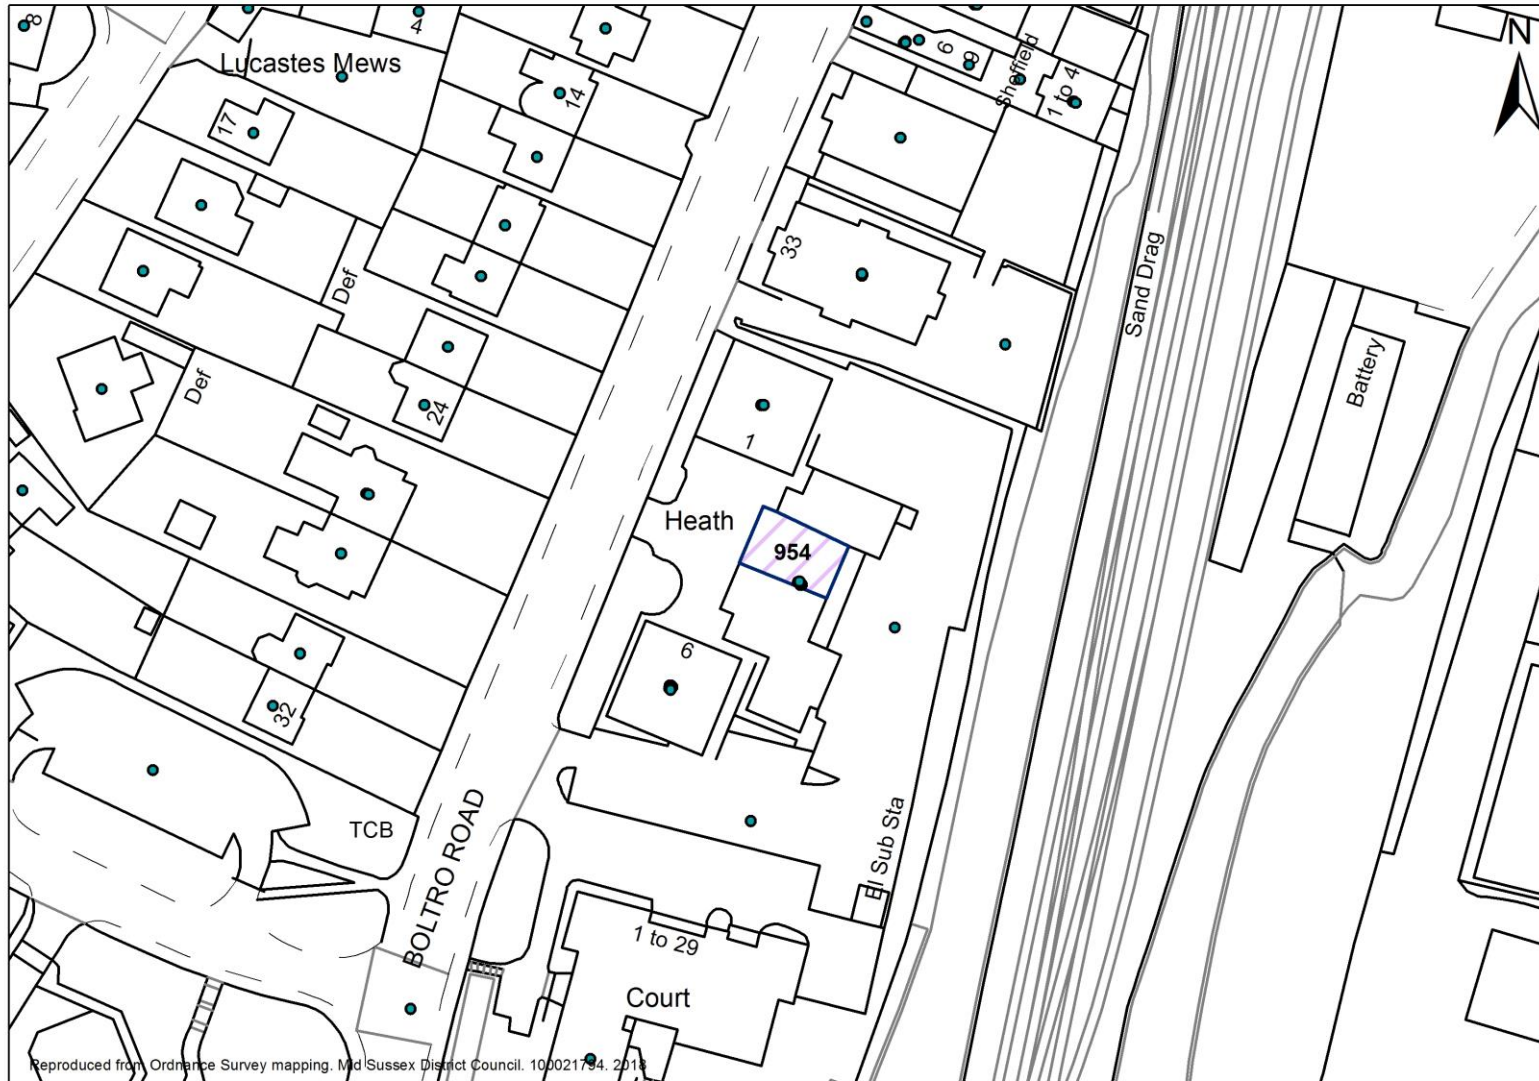 8
4
6
9
Sheffield
N
Lucastes Mews
14
1 to 4
17
33
Sand Drag
Def
Battery
Def
24
1
Heath
954
6
32
TCB
BOLTRO ROAD
El Sub Sta
1 to 29
Court
Reproduced from Ordnance Survey mapping. Mid Sussex District Council. 100021794. 2018